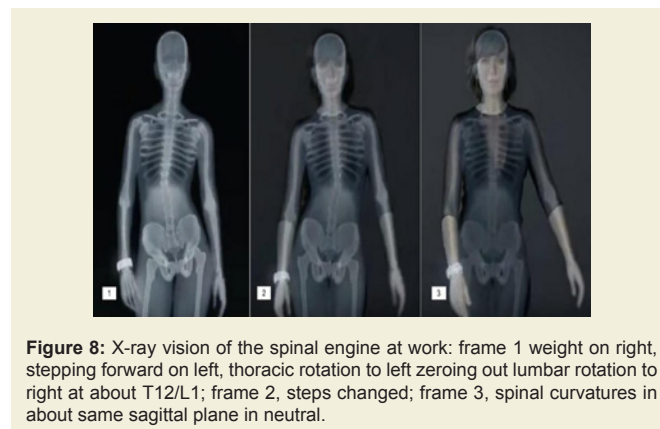 1
2
3
Figure 8: X-ray vision of the spinal engine at work: frame 1 weight on right,
stepping forward on left, thoracic rotation to left zeroing out lumbar rotation to
right at about T12/L1; frame 2, steps changed; frame 3, spinal curvatures in
about same sagittal plane in neutral.